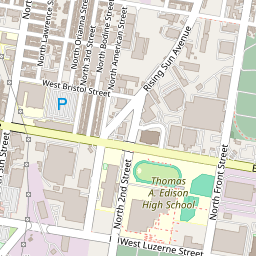 North Lawrence Street
North Orianna Street
North 3rd Street
North Bodine Street
North American Street
Rising Sun Avenue
West Bristol Street
P
Thomas
A. Edison
High School
North 2nd Street
North Front Street
West Luzerne Street